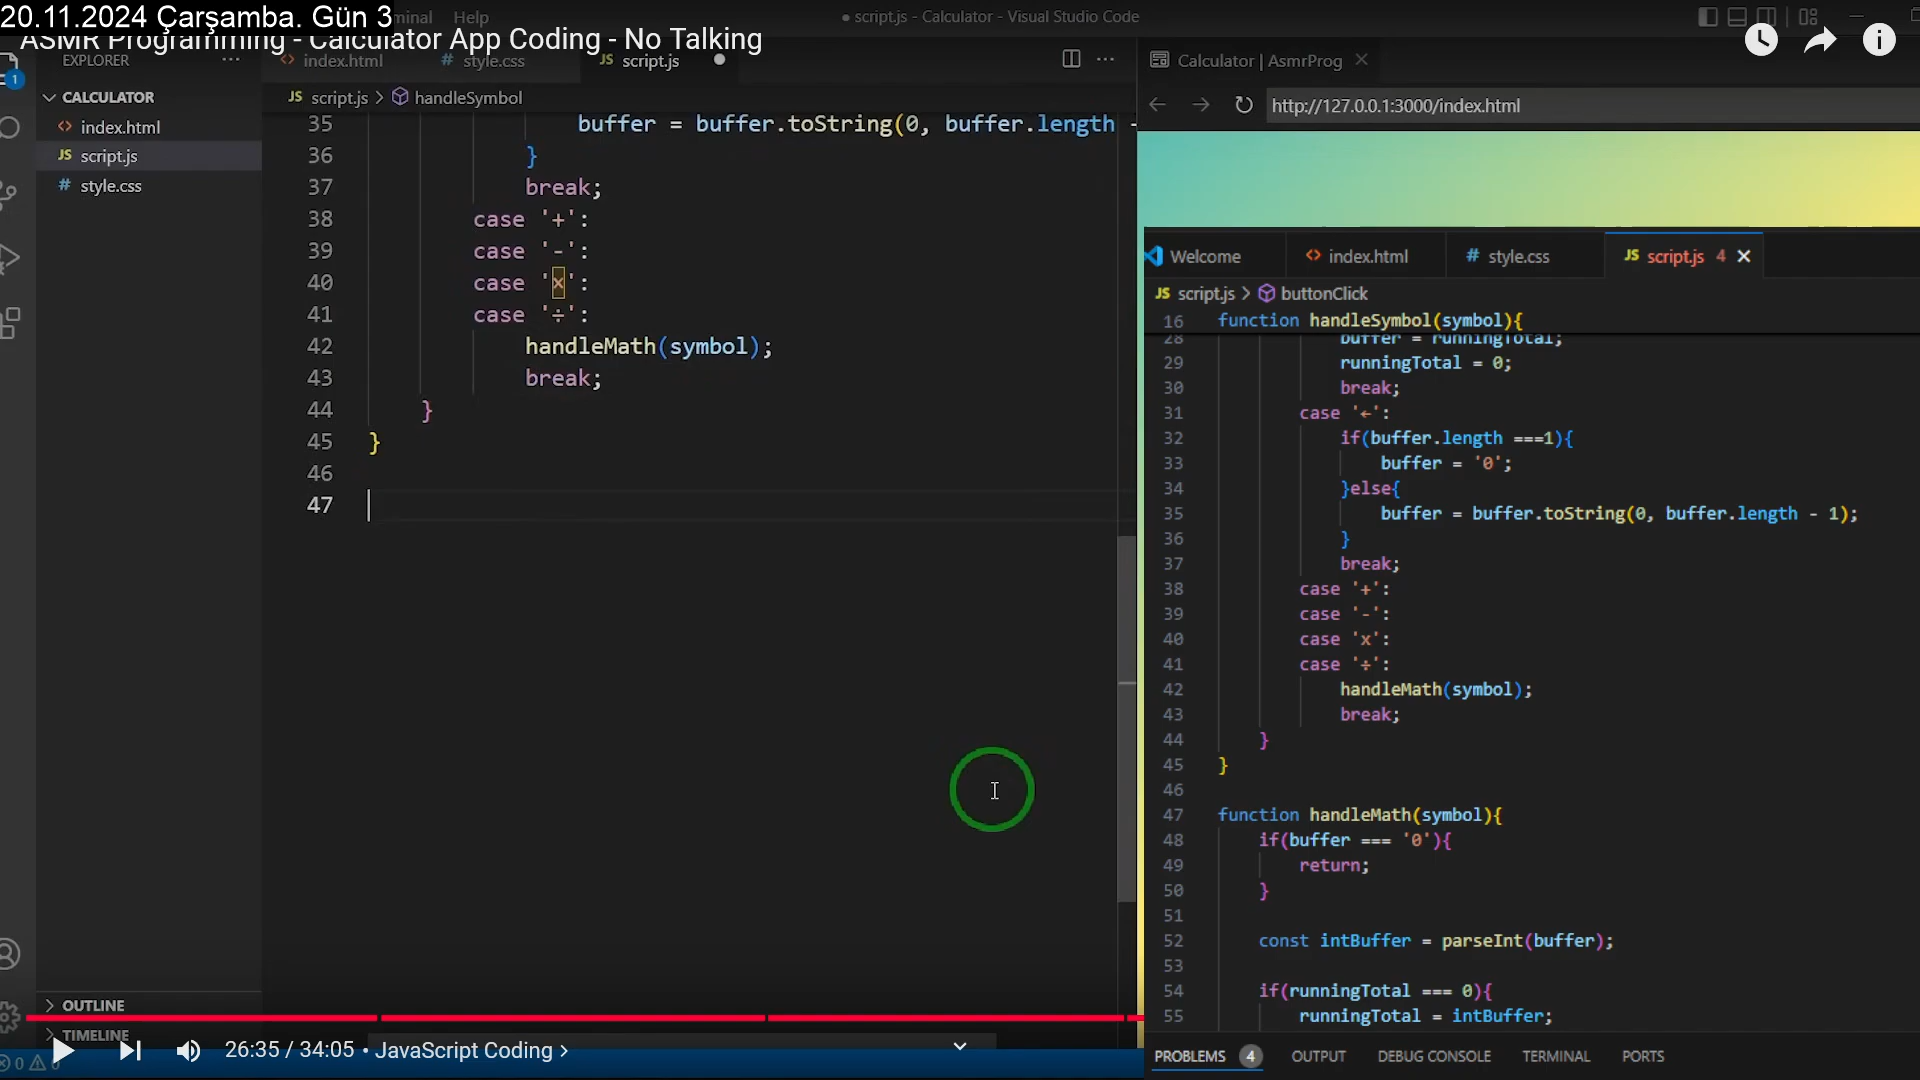 20.11.2024 Çarşamba. Gün 3
minal Help
script.js - Calculator - Visual Studio Code
ASMR Programming - Calculator App Coding - No Talking
EXPLORER
CALCULATOR
index.html
script.js
style.css
OUTLINE
TIMELINE
index.html
style.css
script.js
script.js > handleSymbol
35 buffer = buffer.toString(0, buffer.length -
36 }
37 break;
38 case '+':
39 case '-':
40 case 'x':
41 case '÷':
42 handleMath(symbol);
43 break;
44 }
45 }
46
47
26:35 / 34:05 • JavaScript Coding >
Calculator | AsmrProg
http://127.0.0.1:3000/index.html
Welcome
index.html
style.css
script.js 4
script.js > buttonClick
16 function handleSymbol(symbol){
28 buffer = runningTotal;
29 runningTotal = 0;
30 break;
31 case '←':
32 if(buffer.length ===1){
33 buffer = '0';
34 }else{
35 buffer = buffer.toString(0, buffer.length - 1);
36 }
37 break;
38 case '+':
39 case '-':
40 case 'x':
41 case '÷':
42 handleMath(symbol);
43 break;
44 }
45 }
46
47 function handleMath(symbol){
48 if(buffer === '0'){
49 return;
50 }
51
52 const intBuffer = parseInt(buffer);
53
54 if(runningTotal === 0){
55 runningTotal = intBuffer;
PROBLEMS 4 OUTPUT DEBUG CONSOLE TERMINAL PORTS